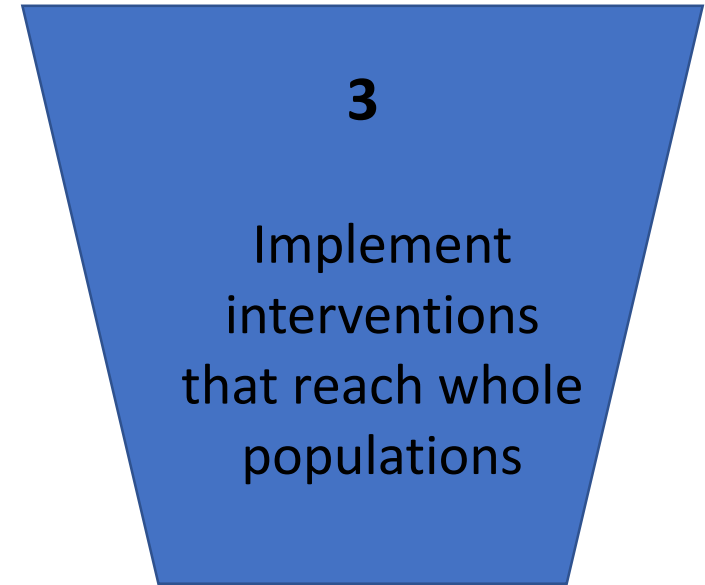 3
Implement
interventions
that reach whole
populations